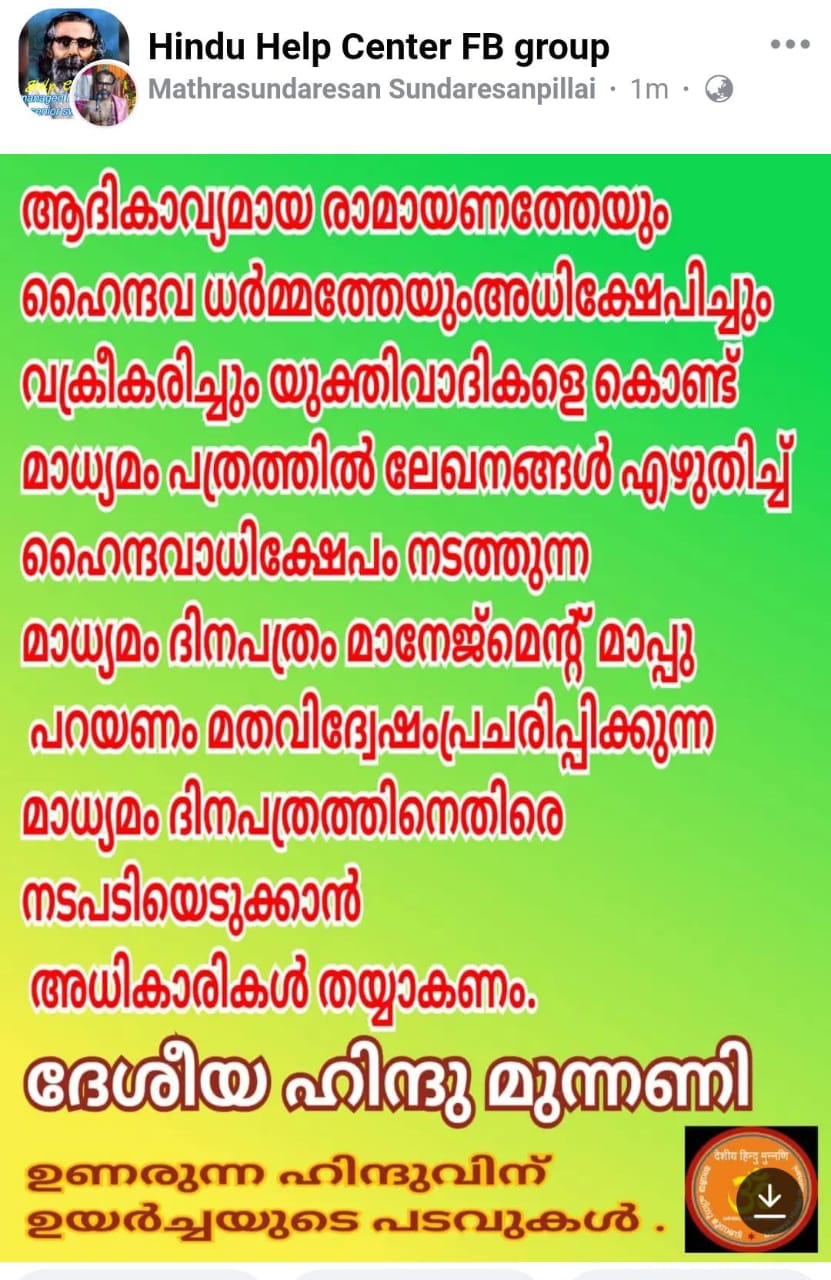 Hindu Help Center FB group
Mathrasundaresan Sundaresanpillai · 1m ·
ആദികാവ്യമായ രാമായണത്തേയും
ഹൈന്ദവ ധർമ്മത്തേയുംഅധിക്ഷേപിച്ചും
വക്രീകരിച്ചും യുക്തിവാദികളെ കൊണ്ട്
മാധ്യമം പത്രത്തിൽ ലേഖനങ്ങൾ എഴുതിച്ച്
ഹൈന്ദവാധിക്ഷേപം നടത്തുന്ന
മാധ്യമം ദിനപത്രം മാനേജ്മെന്റ് മാപ്പു
പറയണം മതവിദ്വേഷംപ്രചരിപ്പിക്കുന്ന
മാധ്യമം ദിനപത്രത്തിനെതിരെ
നടപടിയെടുക്കാൻ
അധികാരികൾ തയ്യാകണം.
ദേശീയ ഹിന്ദു മുന്നണി
ഉണരുന്ന ഹിന്ദുവിന്
ഉയർച്ചയുടെ പടവുകൾ .
देशीय हिन्दु मुन्नणि